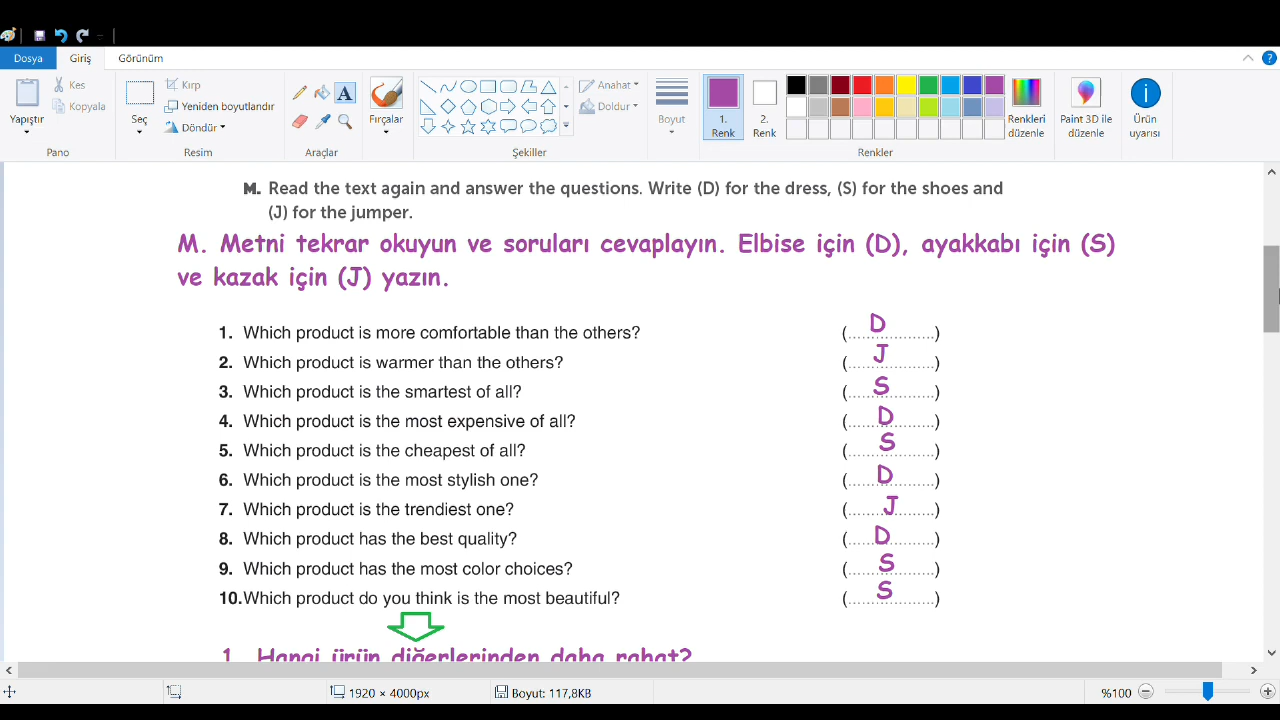 Dosya Giriş Görünüm
Yapıştır
Kes
Kopyala
Pano
Seç
Kırp
Yeniden boyutlandır
Döndür
Resim
A
Araçlar
Fırçalar
Anahat
Doldur
Şekiller
Boyut
1. Renk
2. Renk
Renkleri düzenle
Renkler
Paint 3D ile düzenle
Ürün uyarısı
M. Read the text again and answer the questions. Write (D) for the dress, (S) for the shoes and
(J) for the jumper.
M. Metni tekrar okuyun ve soruları cevaplayın. Elbise için (D), ayakkabı için (S)
ve kazak için (J) yazın.
1. Which product is more comfortable than the others? (D)
2. Which product is warmer than the others? (J)
3. Which product is the smartest of all? (S)
4. Which product is the most expensive of all? (D)
5. Which product is the cheapest of all? (S)
6. Which product is the most stylish one? (D)
7. Which product is the trendiest one? (J)
8. Which product has the best quality? (D)
9. Which product has the most color choices? (S)
10.Which product do you think is the most beautiful? (S)
1. Hangi ürün diğerlerinden daha rahat?
1920 × 4000px Boyut: 117,8KB %100